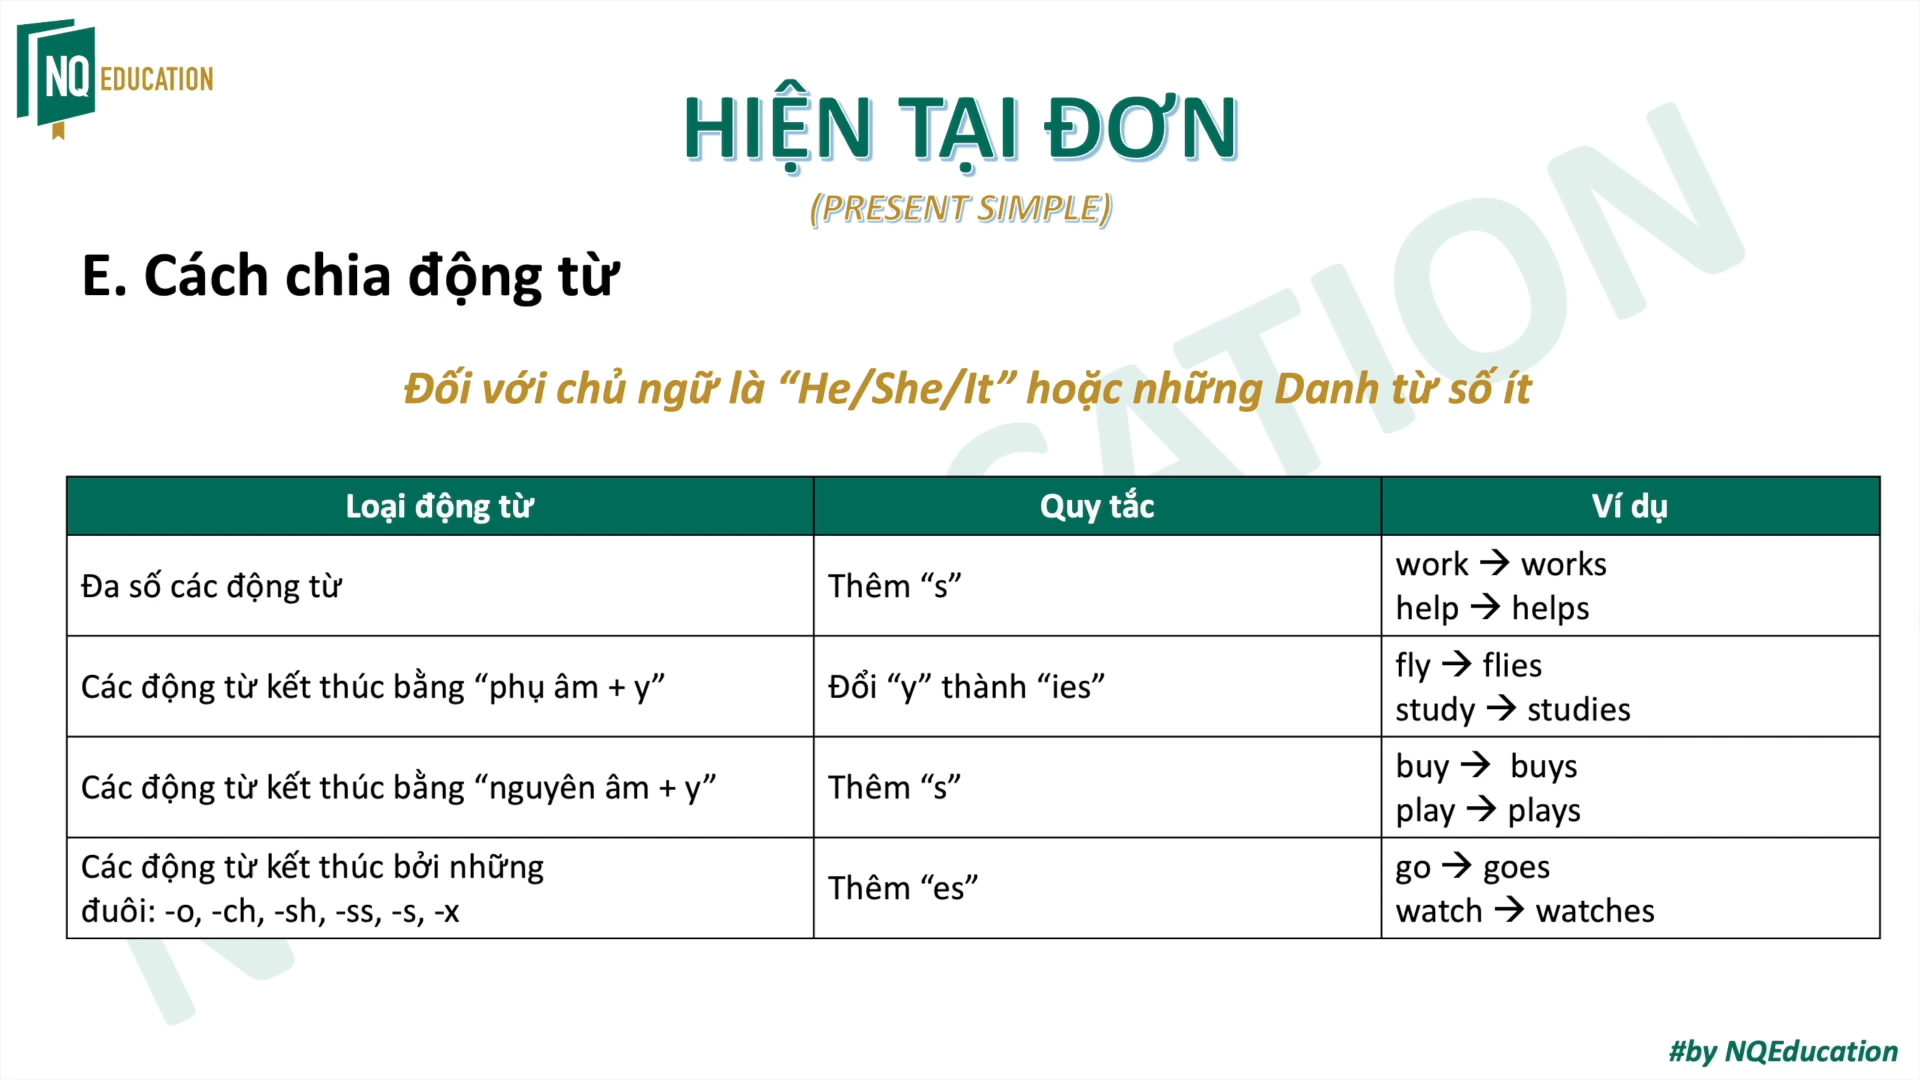 NQ EDUCATION
HIỆN TẠI ĐƠN
(PRESENT SIMPLE)
E. Cách chia động từ
Đối với chủ ngữ là “He/She/It” hoặc những Danh từ số ít
Loại động từ Quy tắc Ví dụ
Đa số các động từ Thêm “s” work → works
help → helps
Các động từ kết thúc bằng “phụ âm + y” Đổi “y” thành “ies” fly → flies
study → studies
Các động từ kết thúc bằng “nguyên âm + y” Thêm “s” buy → buys
play → plays
Các động từ kết thúc bởi những
đuôi: -o, -ch, -sh, -ss, -s, -x Thêm “es” go → goes
watch → watches
#by NQEducation